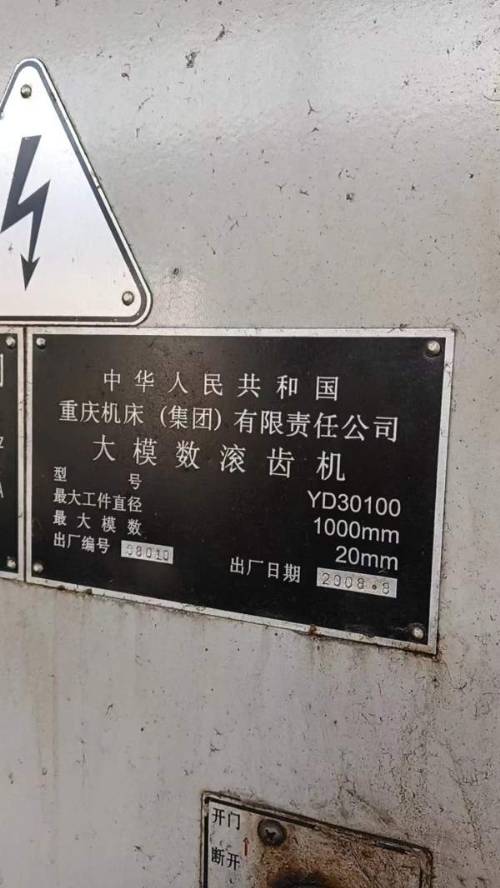 中华人民共和国
重庆机床(集团)有限责任公司
大模数滚齿机
型号 YD30100
最大工件直径 1000mm
最大模数 20mm
出厂编号 08010 出厂日期 2008.8
开门
断开